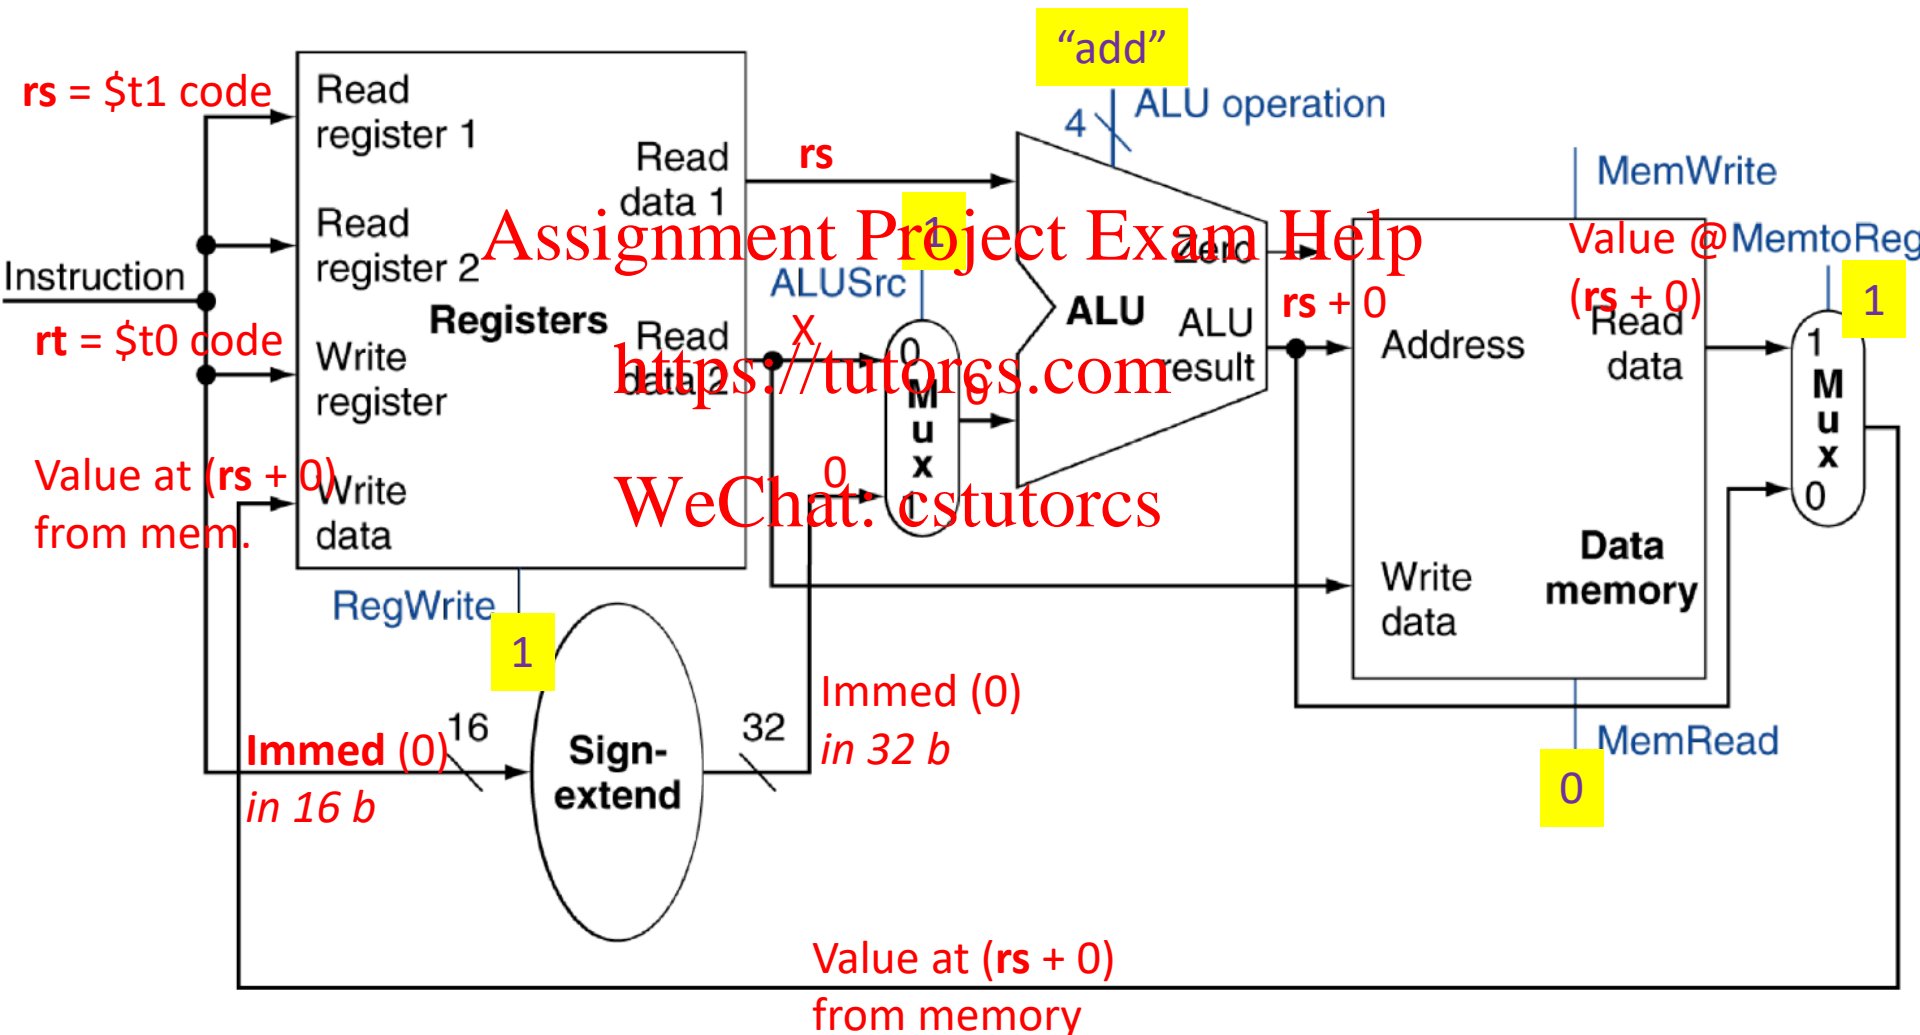 “add”
rs = $t1 code
Read
register 1
ALU operation
4
Read
data 1
rs
MemWrite
Read
register 2
1
Zero
Value @
(rs + 0)
MemtoReg
1
Assignment Project Exam Help
Instruction
ALUSrc
Registers
ALU
ALU
result
rs + 0
rt = $t0 code
Write
register
Read
data 2
X
0
M
u
x
1
0
0
Address
Read
data
1
M
u
x
0
https://tutorcs.com
Value at (rs + 0)
from mem.
Write
data
WeChat: cstutorcs
Data
memory
Write
data
RegWrite
1
Immed (0)
in 32 b
16
32
Immed (0)
in 16 b
Sign-
extend
MemRead
0
Value at (rs + 0)
from memory